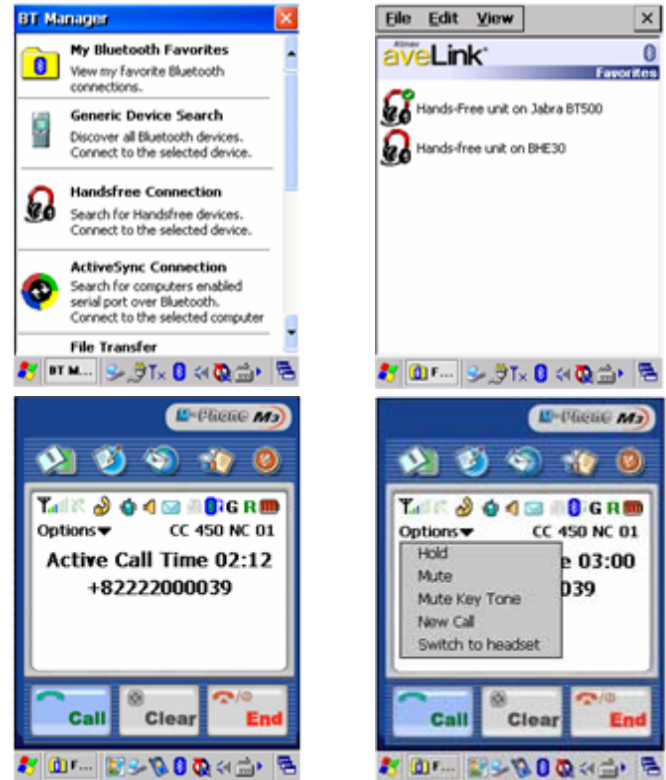 BT Manager
My Bluetooth Favorites
View my favorite Bluetooth
connections.
Generic Device Search
Discover all Bluetooth devices.
Connect to the selected device.
Handsfree Connection
Search for Handsfree devices.
Connect to the selected device.
ActiveSync Connection
Search for computers enabled
serial port over Bluetooth.
Connect to the selected computer
File Transfer
BT M...
File Edit View
aveLink
Favorites
Hands-Free unit on Jabra BT500
Hands-free unit on BHE30
F...
M-Phone M3
G R
Options CC 450 NC 01
Active Call Time 02:12
+82222000039
Call Clear End
F...
M-Phone M3
G R
Options CC 450 NC 01
Hold
e 03:00
Mute
039
Mute Key Tone
New Call
Switch to headset
Call Clear End
F...